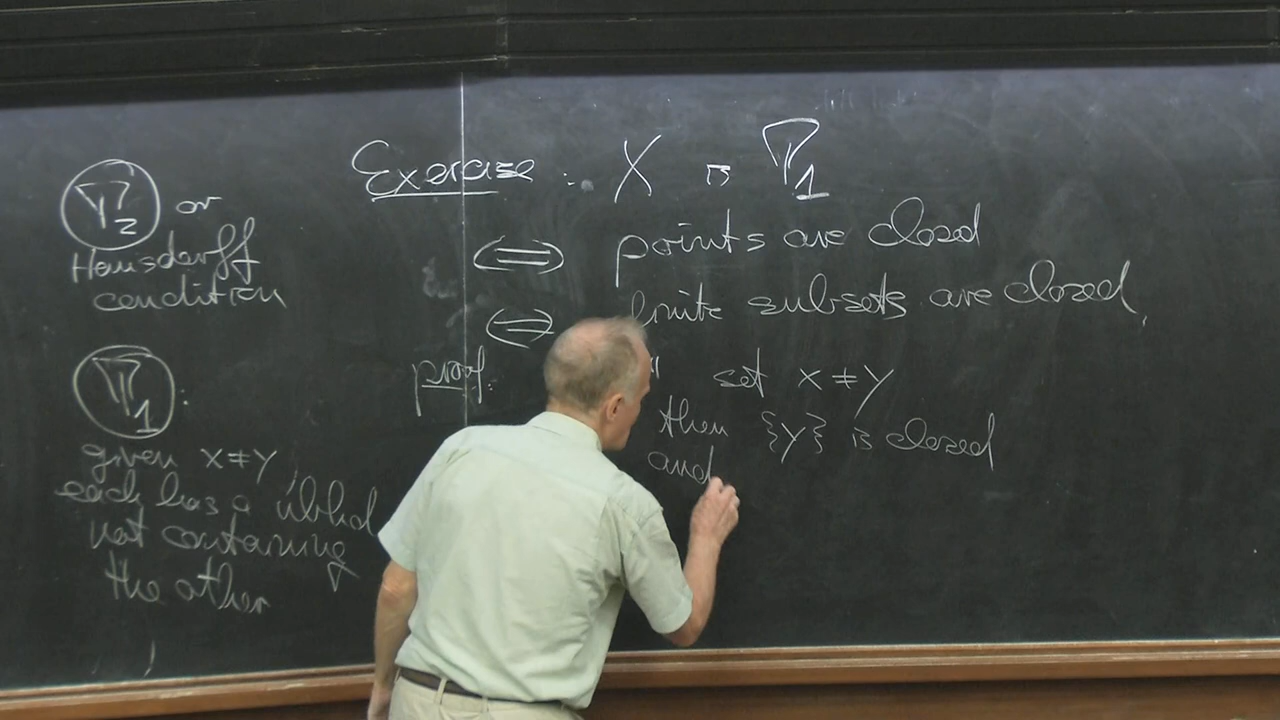 T2 or
Hausdorff
condition
T1 :
given x≠y,
each has a nbhd
not containing
the other
Exercise : X is T1
⟺ points are closed
⟺ finite subsets are closed,
proof:
set x≠y
then {y} is closed
and